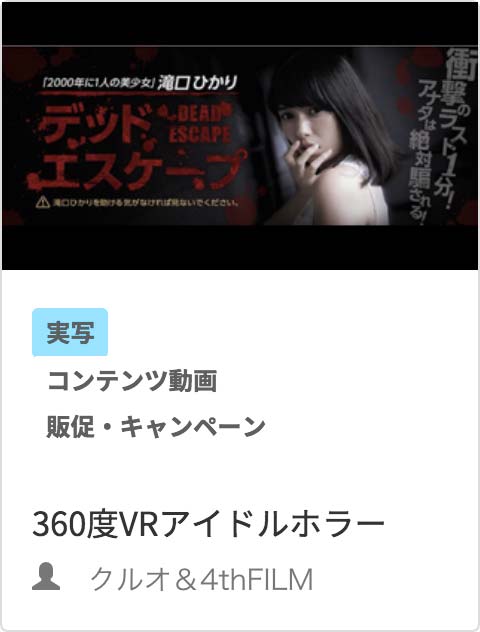 「2000年に1人の美少女」滝口ひかり
デッド
エスケープ
DEAD
ESCAPE
⚠滝口ひかりを助ける気がなければ見ないでください。
衝撃のラスト1分！
アナタは絶対騙される！
実写
コンテンツ動画
販促・キャンペーン
360度VRアイドルホラー
クルオ＆4thFILM